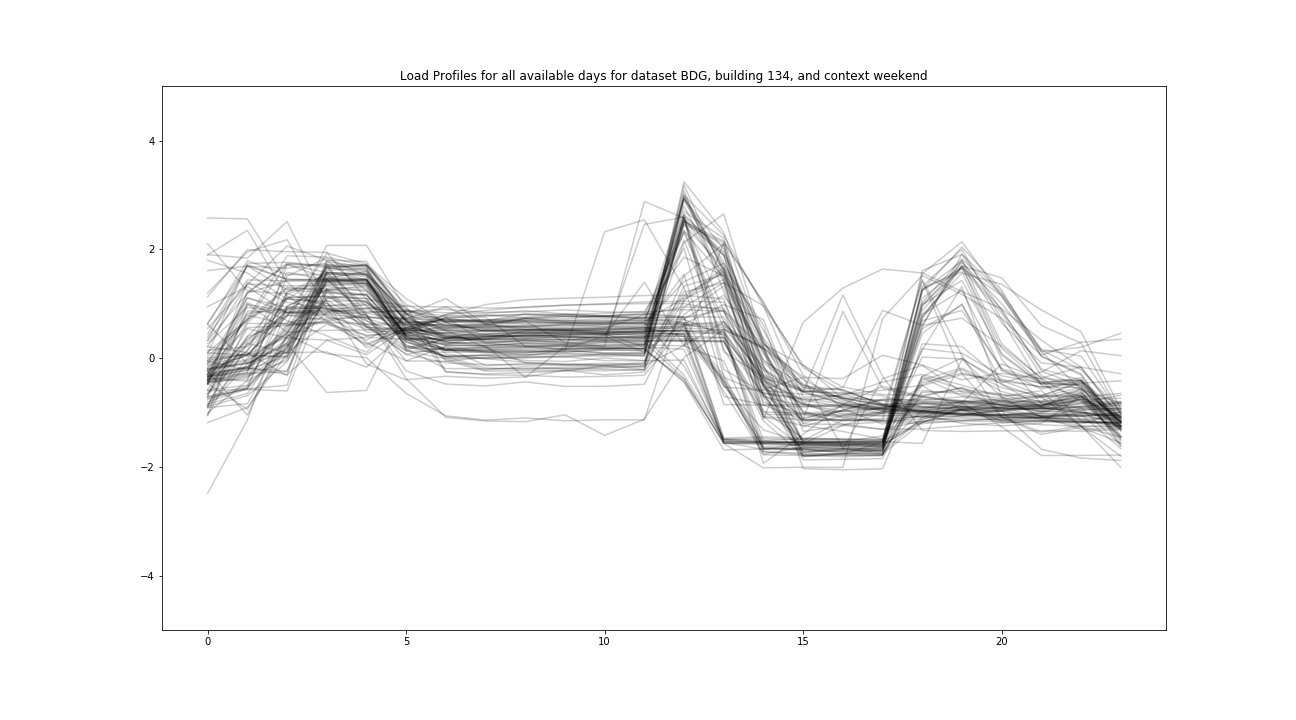 Load Profiles for all available days for dataset BDG, building 134, and context weekend
4
2
0
−2
−4
0 5 10 15 20